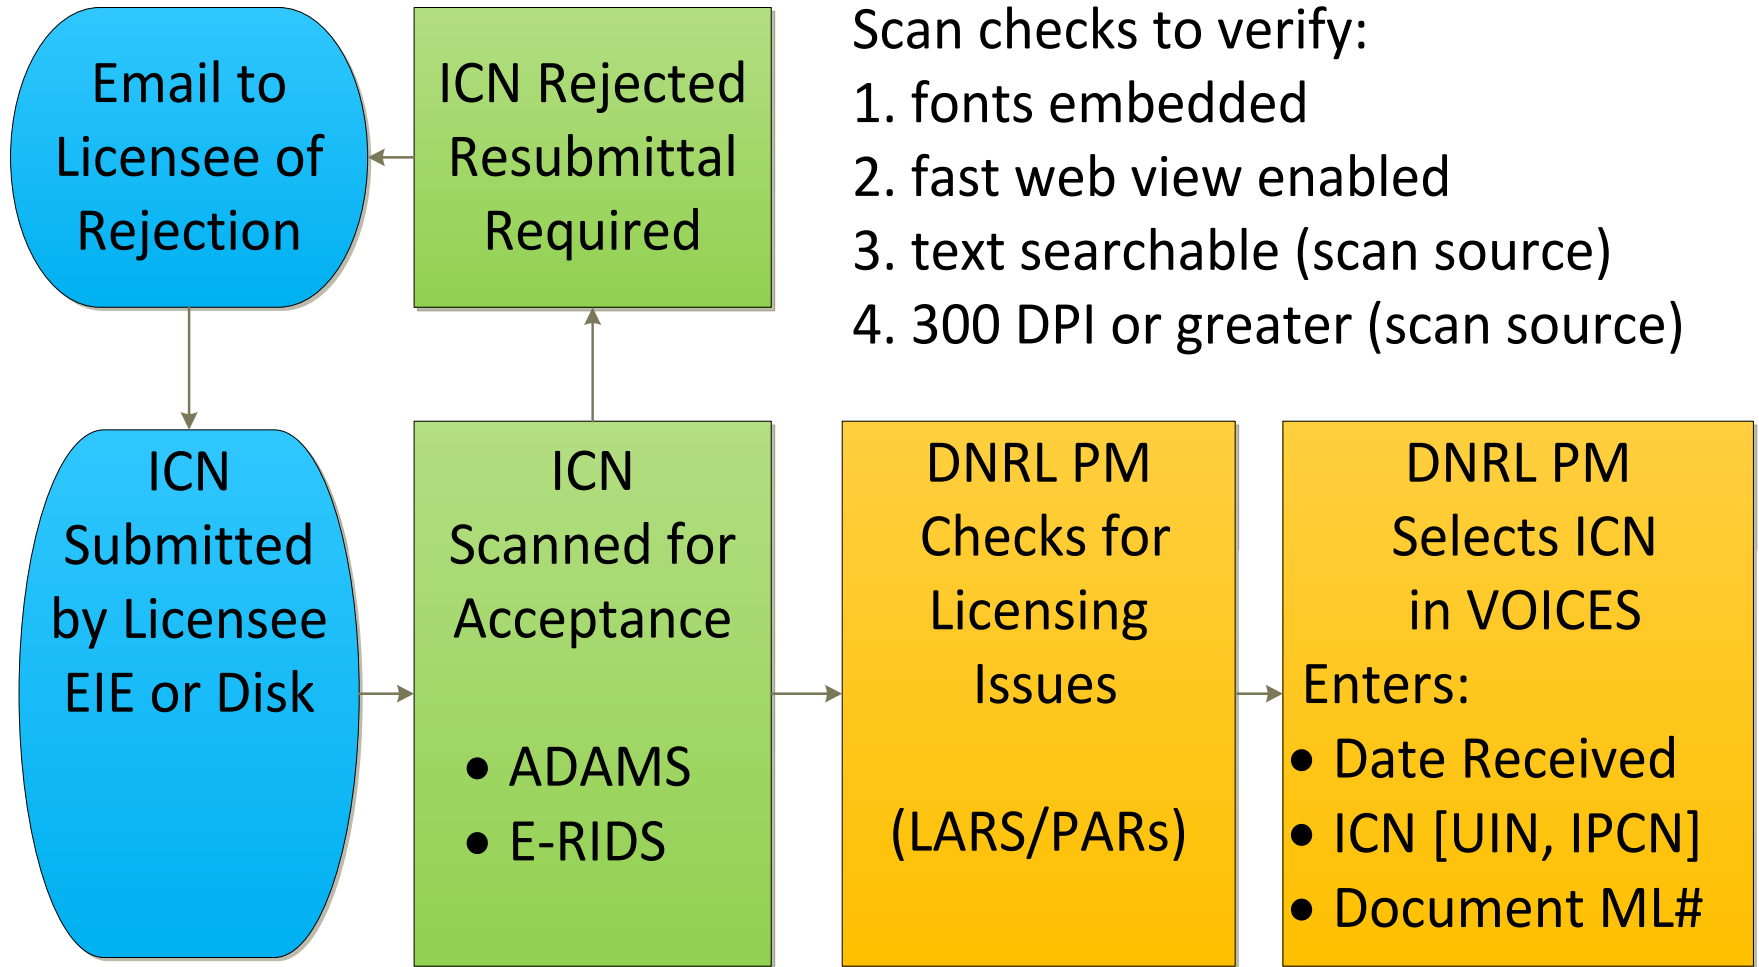 Email to
Licensee of
Rejection
ICN Rejected
Resubmittal
Required
Scan checks to verify:
1. fonts embedded
2. fast web view enabled
3. text searchable (scan source)
4. 300 DPI or greater (scan source)
ICN
Submitted
by Licensee
EIE or Disk
ICN
Scanned for
Acceptance
• ADAMS
• E-RIDS
DNRL PM
Checks for
Licensing
Issues
(LARS/PARs)
DNRL PM
Selects ICN
in VOICES
Enters:
• Date Received
• ICN [UIN, IPCN]
• Document ML#